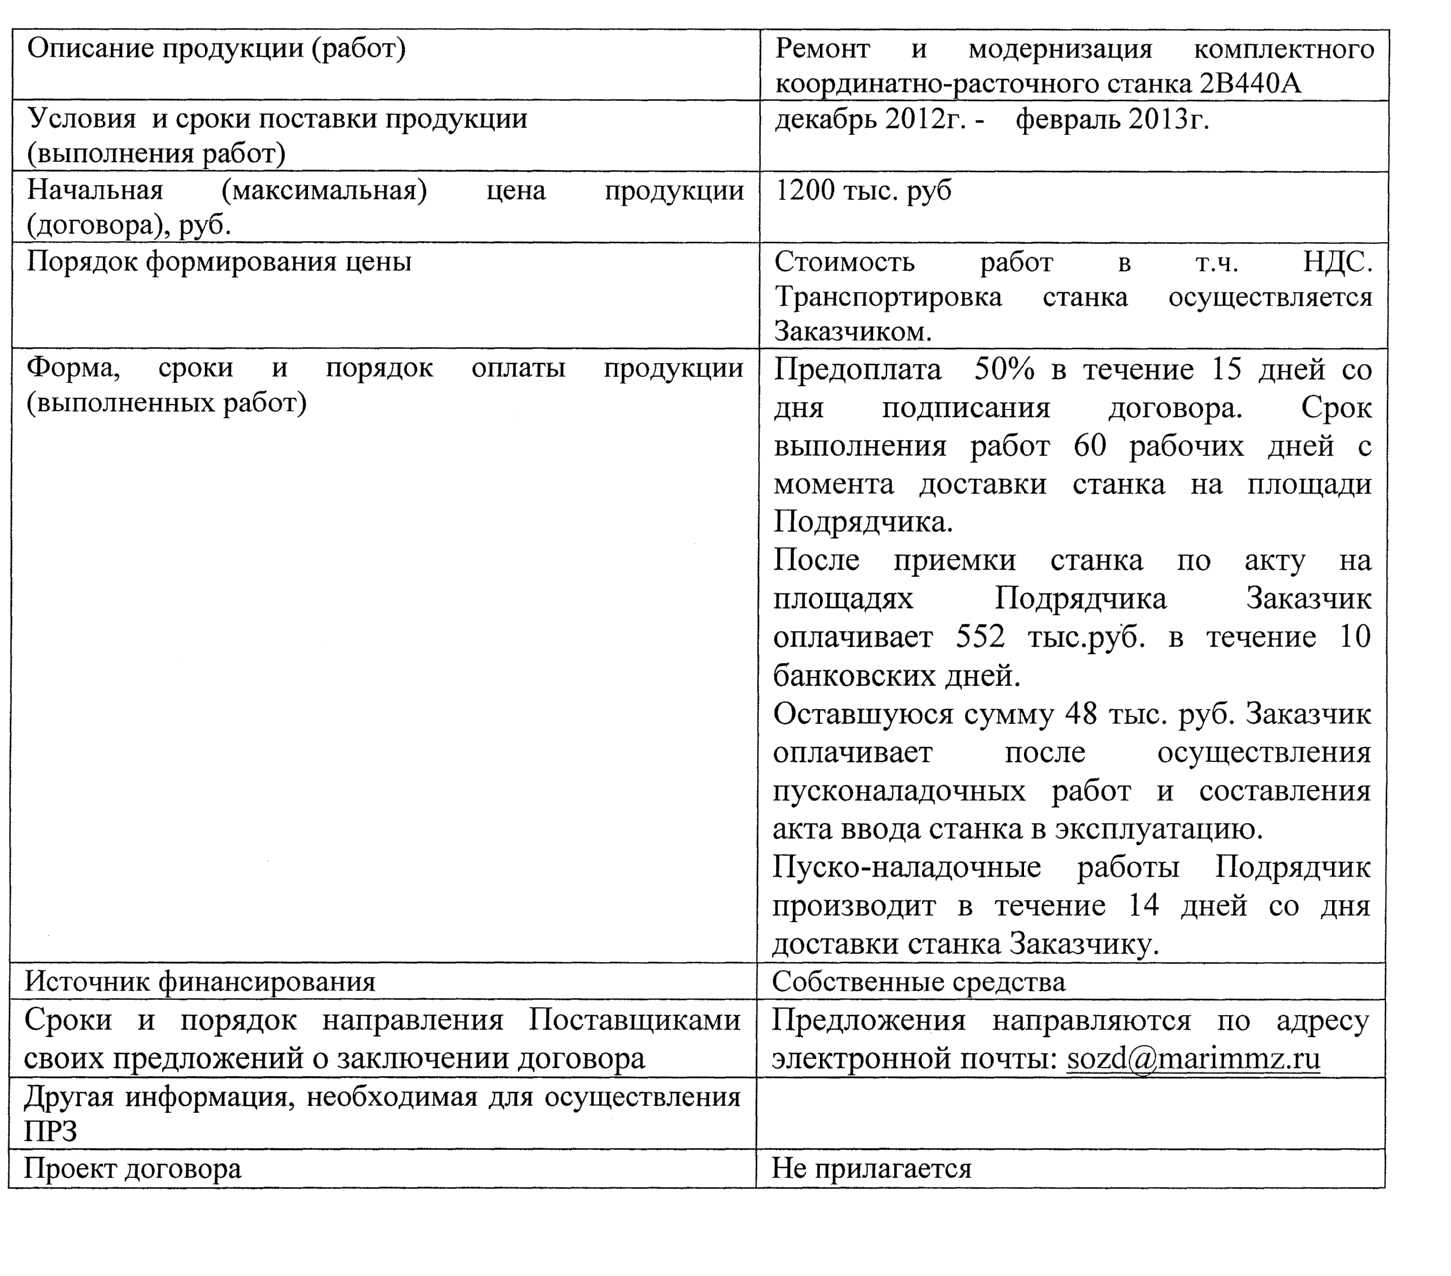 Описание продукции (работ)
Ремонт и модернизация комплектного
координатно-расточного станка 2В440А
Условия и сроки поставки продукции
(выполнения работ)
декабрь 2012г. - февраль 2013г.
Начальная (максимальная) цена продукции
(договора), руб.
1200 тыс. руб
Порядок формирования цены
Стоимость работ в т.ч. НДС.
Транспортировка станка осуществляется
Заказчиком.
Форма, сроки и порядок оплаты продукции
(выполненных работ)
Предоплата 50% в течение 15 дней со
дня подписания договора. Срок
выполнения работ 60 рабочих дней с
момента доставки станка на площади
Подрядчика.
После приемки станка по акту на
площадях Подрядчика Заказчик
оплачивает 552 тыс.руб. в течение 10
банковских дней.
Оставшуюся сумму 48 тыс. руб. Заказчик
оплачивает после осуществления
пусконаладочных работ и составления
акта ввода станка в эксплуатацию.
Пуско-наладочные работы Подрядчик
производит в течение 14 дней со дня
доставки станка Заказчику.
Источник финансирования
Собственные средства
Сроки и порядок направления Поставщиками
своих предложений о заключении договора
Предложения направляются по адресу
электронной почты: sozd@marimmz.ru
Другая информация, необходимая для осуществления
ПРЗ
Проект договора
Не прилагается